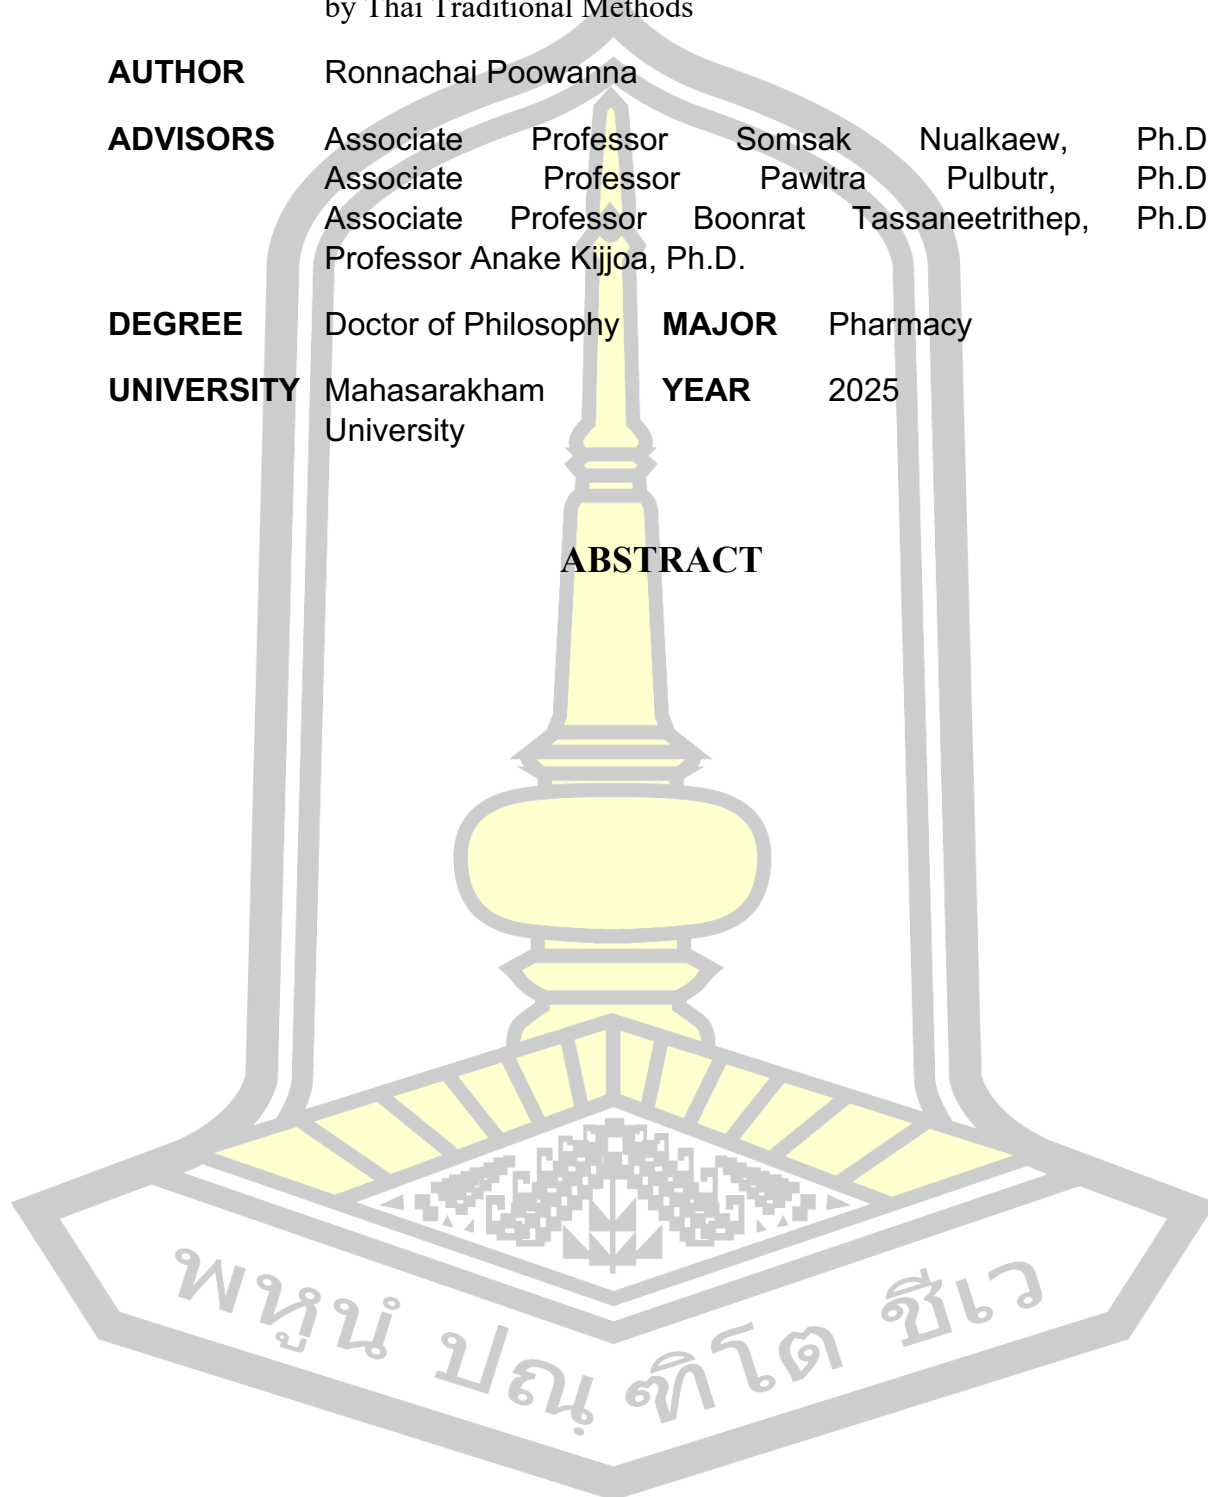 by Thai Traditional Methods
AUTHOR Ronnachai Poowanna
ADVISORS Associate Professor Somsak Nualkaew, Ph.D
Associate Professor Pawitra Pulbutr, Ph.D
Associate Professor Boonrat Tassaneetrithep, Ph.D
Professor Anake Kijjoa, Ph.D.
DEGREE Doctor of Philosophy MAJOR Pharmacy
UNIVERSITY Mahasarakham YEAR 2025
University
ABSTRACT
พหูนํ ปณฺฑิโต ชีเว